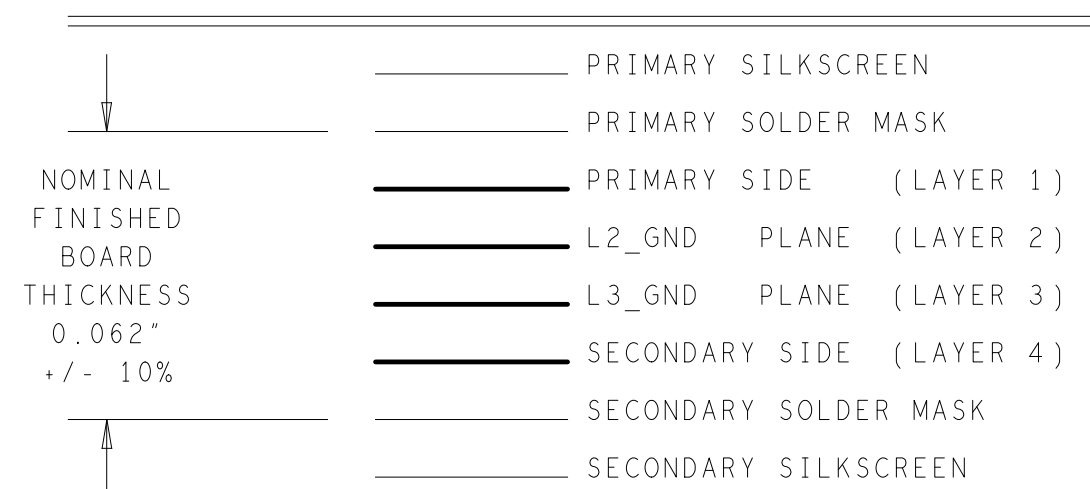 PRIMARY SILKSCREEN
PRIMARY SOLDER MASK
PRIMARY SIDE (LAYER 1)
L2_GND PLANE (LAYER 2)
L3_GND PLANE (LAYER 3)
SECONDARY SIDE (LAYER 4)
SECONDARY SOLDER MASK
SECONDARY SILKSCREEN
NOMINAL
FINISHED
BOARD
THICKNESS
0.062"
+/- 10%